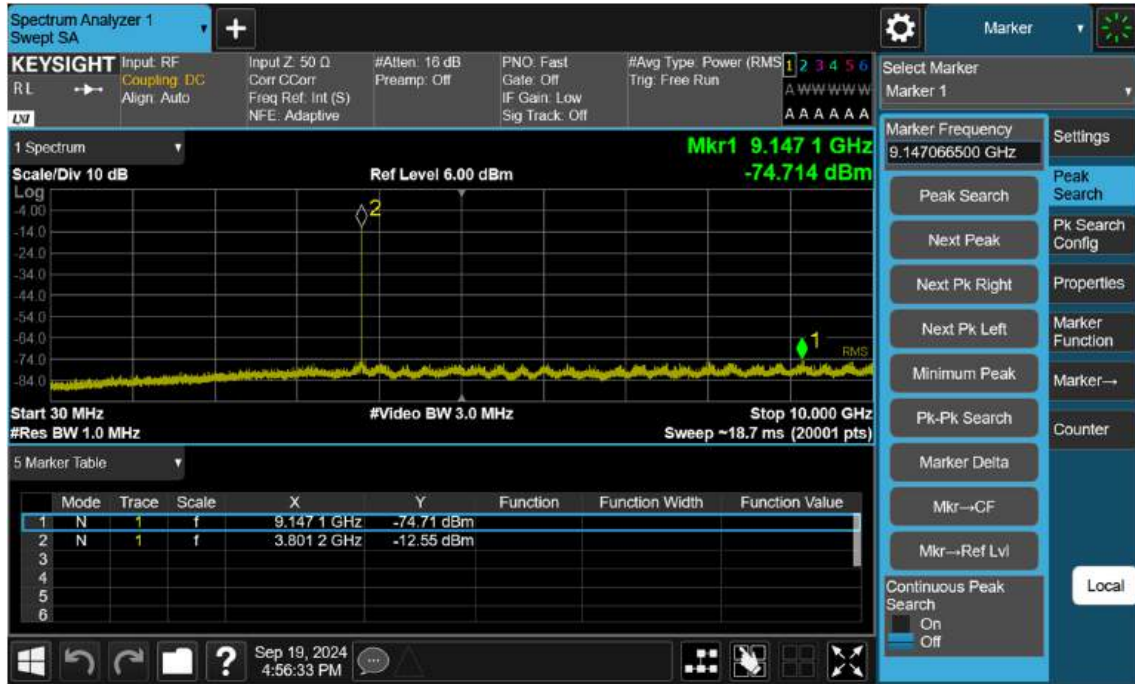 Spectrum Analyzer 1
Swept SA
+
Marker
KEYSIGHT
R L
LXI
Input: RF
Coupling: DC
Align: Auto
Input Z: 50 Ω
Corr CCorr
Freq Ref: Int (S)
NFE: Adaptive
#Atten: 16 dB
Preamp: Off
PNO: Fast
Gate: Off
IF Gain: Low
Sig Track: Off
#Avg Type: Power (RMS
Trig: Free Run
1 2 3 4 5 6
A W W W W W
A A A A A A
Select Marker
Marker 1
1 Spectrum
Mkr1 9.147 1 GHz
Scale/Div 10 dB
Ref Level 6.00 dBm
-74.714 dBm
Log
-4.00
-14.0
-24.0
-34.0
-44.0
-54.0
-64.0
-74.0
-84.0
2
1
RMS
Start 30 MHz
#Video BW 3.0 MHz
Stop 10.000 GHz
#Res BW 1.0 MHz
Sweep ~18.7 ms (20001 pts)
5 Marker Table
Mode Trace Scale X Y Function Function Width Function Value
1 N 1 f 9.147 1 GHz -74.71 dBm
2 N 1 f 3.801 2 GHz -12.55 dBm
3
4
5
6
Marker Frequency
9.147066500 GHz
Peak Search
Next Peak
Next Pk Right
Next Pk Left
Minimum Peak
Pk-Pk Search
Marker Delta
Mkr→CF
Mkr→Ref Lvl
Continuous Peak
Search
On
Off
Settings
Peak
Search
Pk Search
Config
Properties
Marker
Function
Marker→
Counter
Local
?
Sep 19, 2024
4:56:33 PM